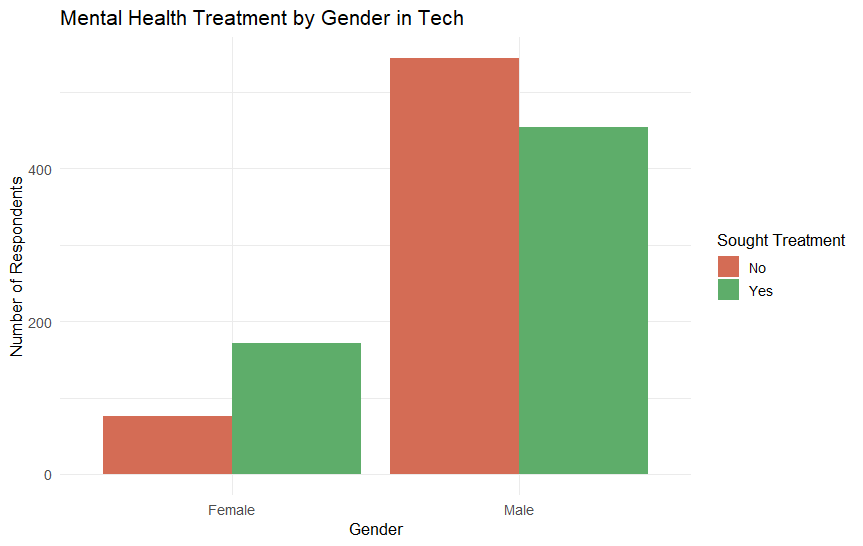 Mental Health Treatment by Gender in Tech
Number of Respondents
400
200
0
Female
Male
Gender
Sought Treatment
No
Yes